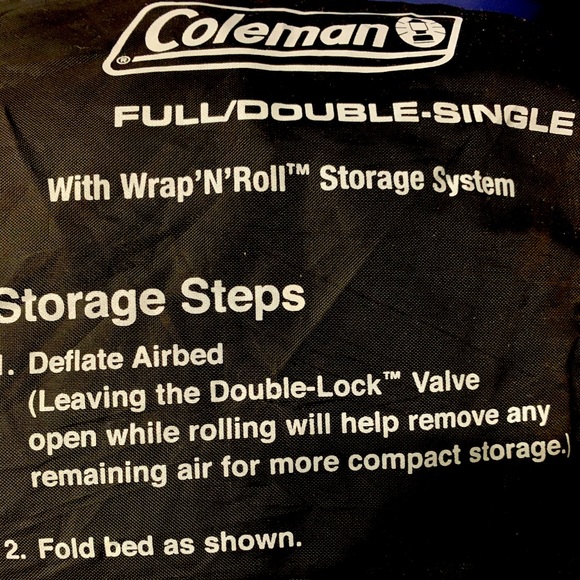 Coleman ®
FULL/DOUBLE-SINGLE
With Wrap'N'Roll™ Storage System
Storage Steps
1. Deflate Airbed
(Leaving the Double-Lock™ Valve
open while rolling will help remove any
remaining air for more compact storage.)
2. Fold bed as shown.